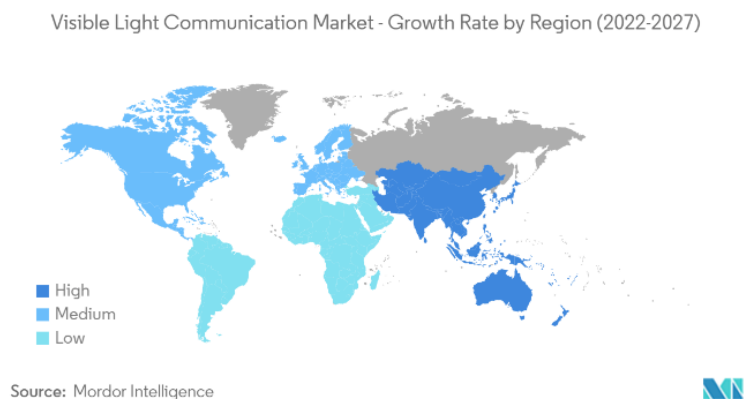 Visible Light Communication Market - Growth Rate by Region (2022-2027)
High
Medium
Low
Source: Mordor Intelligence